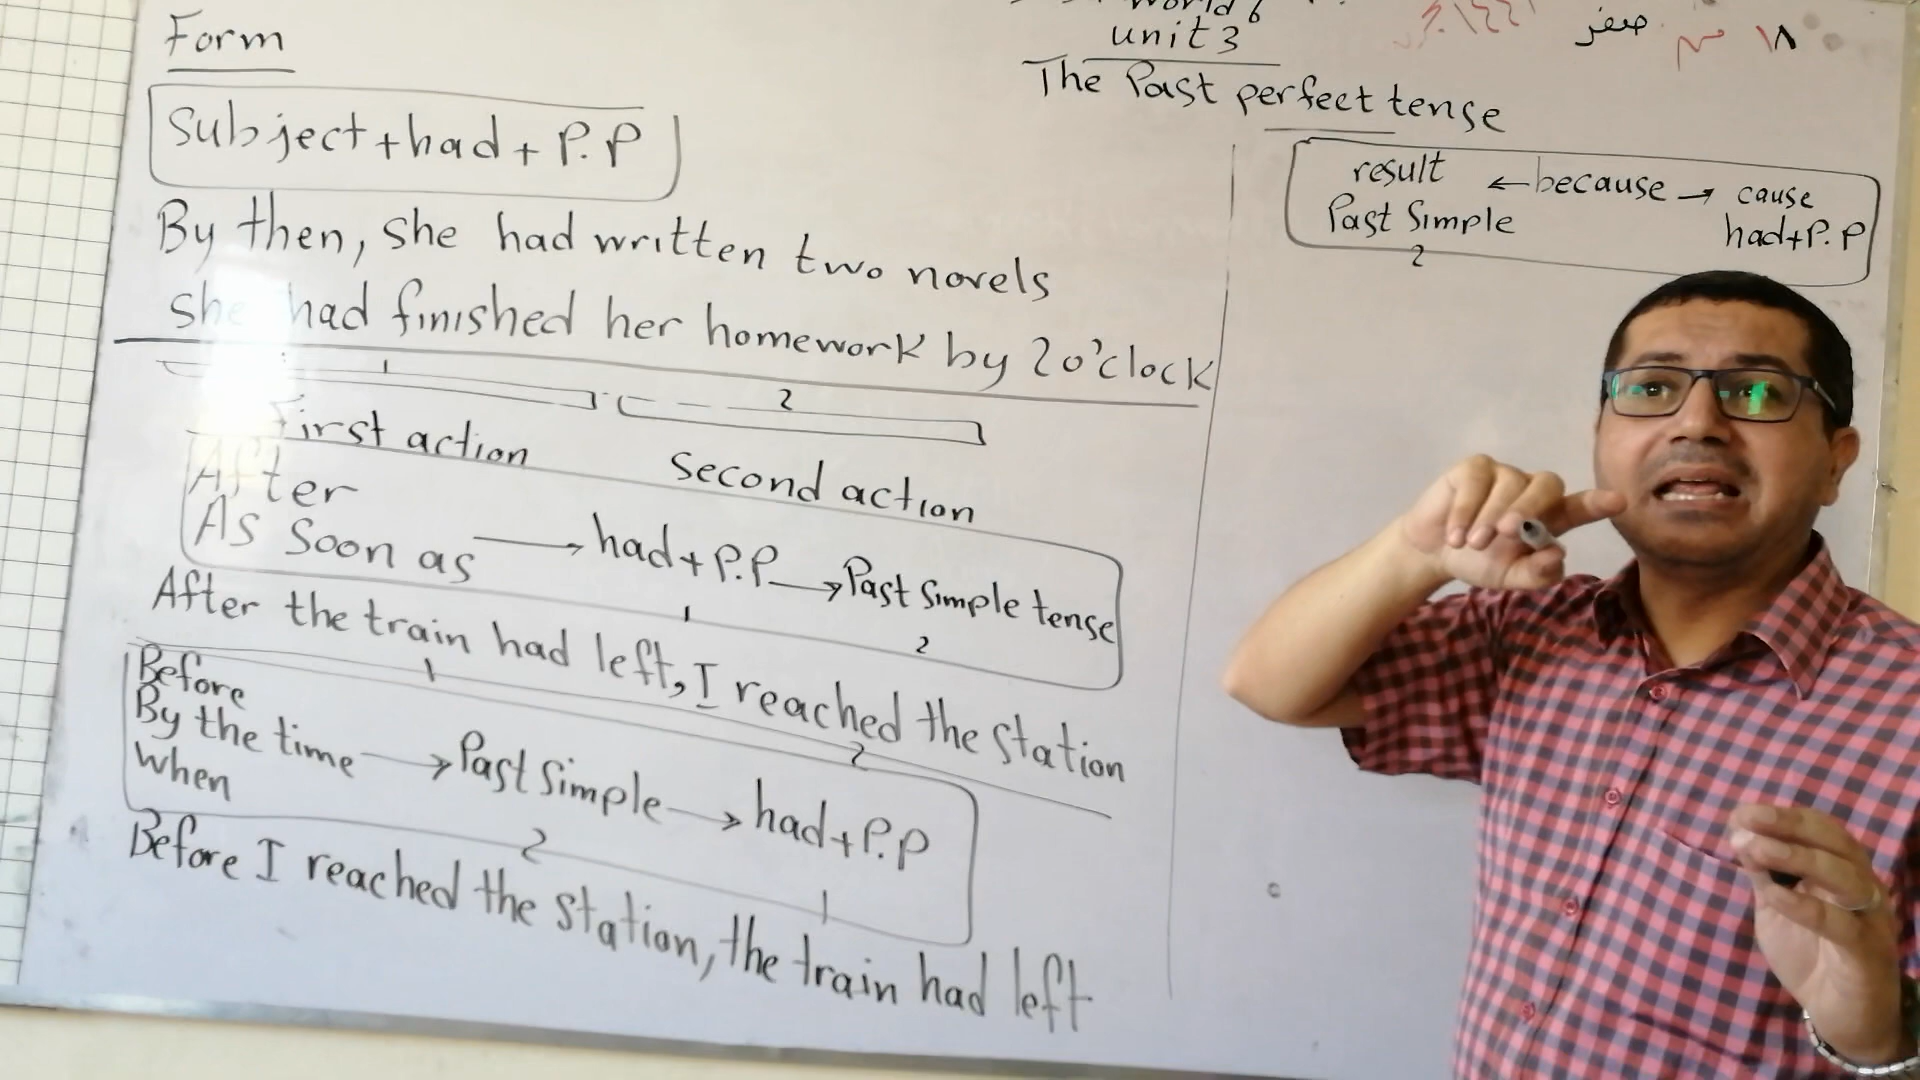 World 6
unit 3
١٨ صفر
The Past perfect tense
Form
Subject + had + P.P
By then, she had written two novels
she had finished her homework by 2 o'clock
1
2
First action
Second action
After
As Soon as → had + P.P → Past Simple tense
1
2
After the train had left, I reached the station
1
2
Before
By the time → Past Simple → had + P.P
when
2
1
Before I reached the station, the train had left
result ← because → cause
Past Simple
had + P.P
2